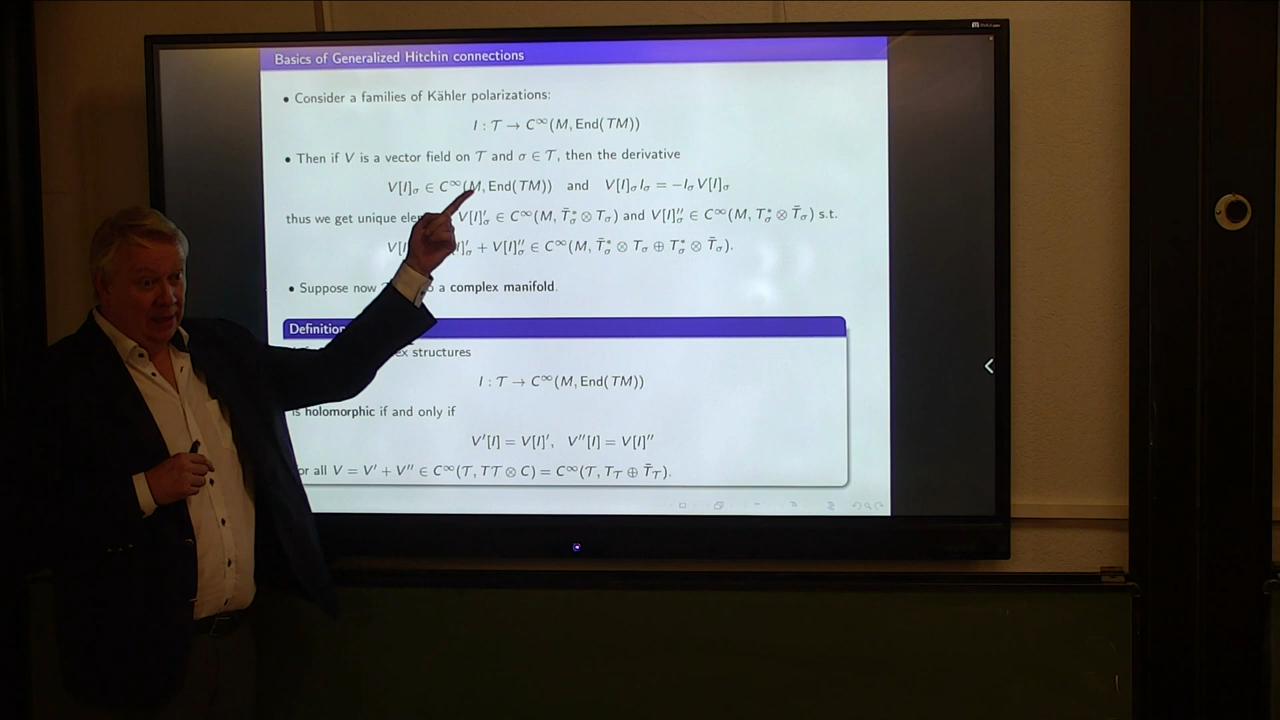 Basics of Generalized Hitchin connections
• Consider a families of Kähler polarizations:
I : 𝒯 → C^∞(M, End(TM))
• Then if V is a vector field on 𝒯 and σ ∈ 𝒯, then the derivative
V[I]_σ ∈ C^∞(M, End(TM)) and V[I]_σ I_σ = −I_σ V[I]_σ
thus we get unique V[I]′_σ ∈ C^∞(M, T̄*_σ ⊗ T_σ) and V[I]″_σ ∈ C^∞(M, T*_σ ⊗ T̄_σ) s.t.
V[I]′_σ + V[I]″_σ ∈ C^∞(M, T̄*_σ ⊗ T_σ ⊕ T*_σ ⊗ T̄_σ).
• Suppose now a complex manifold.
Definition
structures
I : 𝒯 → C^∞(M, End(TM))
is holomorphic if and only if
V′[I] = V[I]′, V″[I] = V[I]″
for all V = V′ + V″ ∈ C^∞(𝒯, T𝒯 ⊗ C) = C^∞(𝒯, T_𝒯 ⊕ T̄_𝒯).